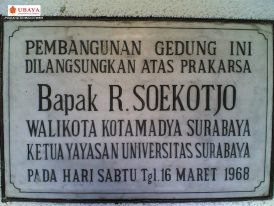 UBAYA
PEMBANGUNAN GEDUNG INI
DILANGSUNGKAN ATAS PRAKARSA
Bapak R. SOEKOTJO
WALIKOTA KOTAMADYA SURABAYA
KETUA YAYASAN UNIVERSITAS SURABAYA
PADA HARI SABTU Tgl. 16 MARET 1968